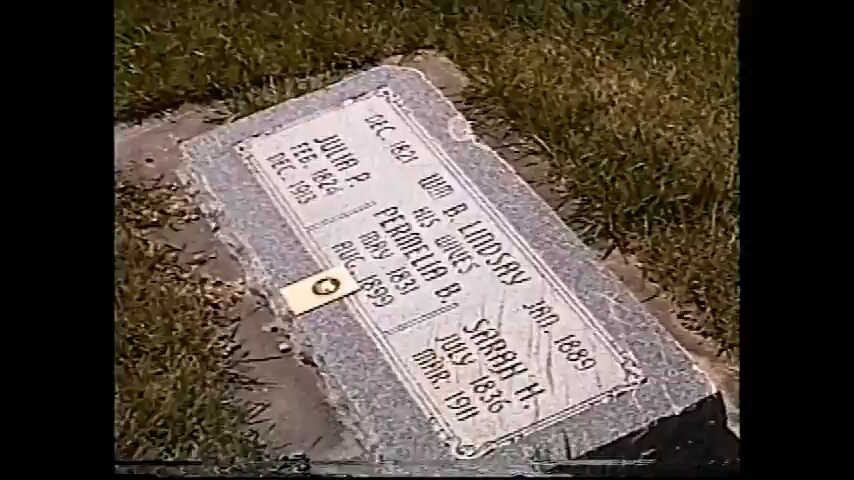 DEC. 1821 WM B. LINDSAY JAN. 1889
HIS WIVES
JULIA P.
FEB. 1824
DEC. 1913
PERMELIA B.
MAY 1831
AUG. 1899
SARAH H.
JULY 1836
MAR. 1911